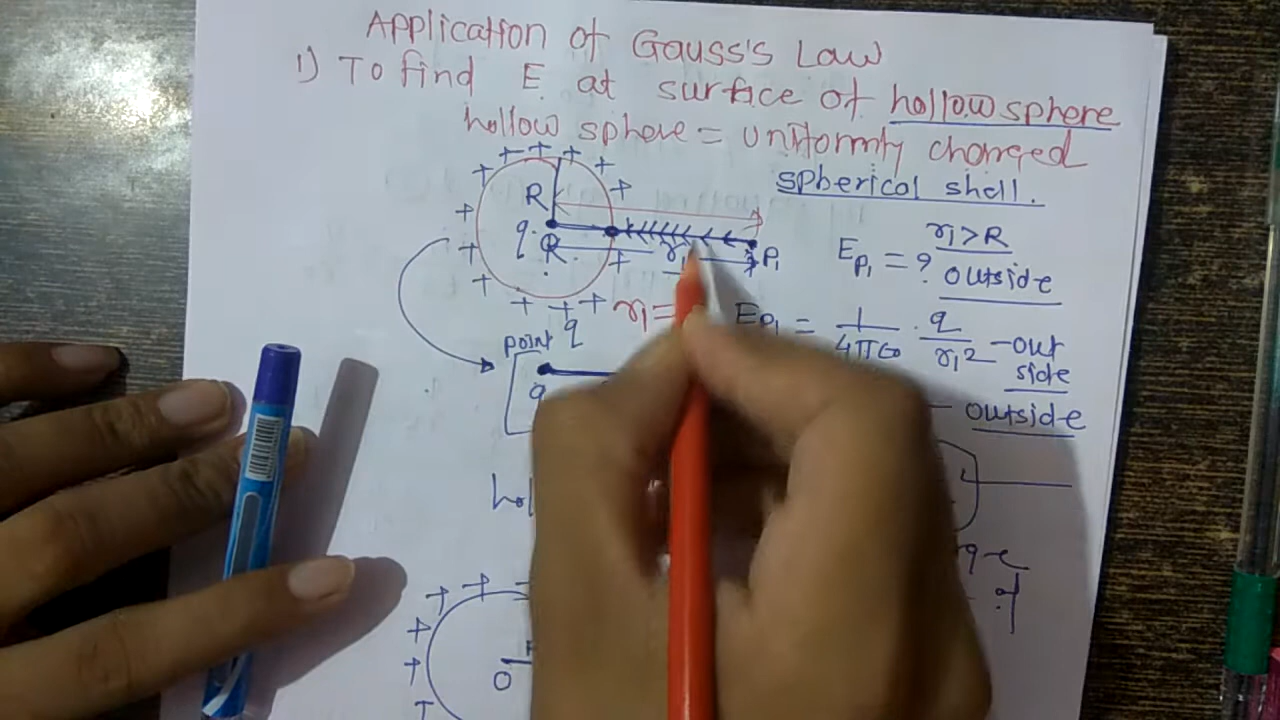 Application of Gauss's Law
1) To find E at surface of hollow sphere
hollow sphere = uniformly charged
spherical shell.
R
q
R
r1
P1
r1 =
r1 > R
EP1 = ?
outside
EP1 = 1/4πε0 . q/r1² - out
side
point q
q
outside
O